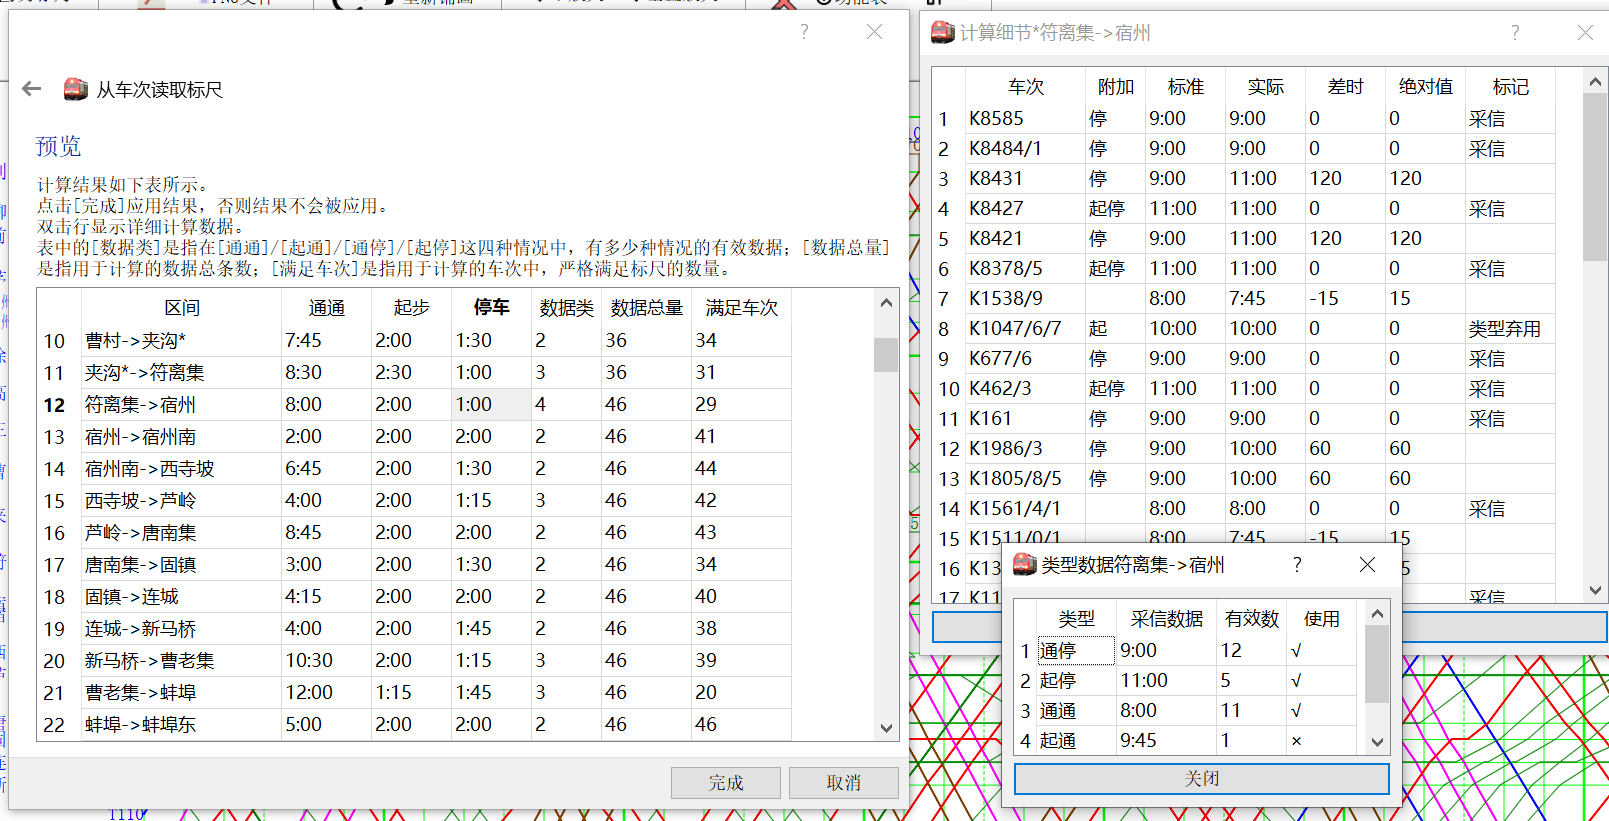 从车次读取标尺
预览
计算结果如下表所示。
点击[完成]应用结果，否则结果不会被应用。
双击行显示详细计算数据。
表中的[数据类]是指在[通通]/[起通]/[通停]/[起停]这四种情况中，有多少种情况的有效数据；[数据总量]
是指用于计算的数据总条数；[满足车次]是指用于计算的车次中，严格满足标尺的数量。
区间 通通 起步 停车 数据类 数据总量 满足车次
10 曹村->夹沟* 7:45 2:00 1:30 2 36 34
11 夹沟*->符离集 8:30 2:30 1:00 3 36 31
12 符离集->宿州 8:00 2:00 1:00 4 46 29
13 宿州->宿州南 2:00 2:00 2:00 2 46 41
14 宿州南->西寺坡 6:45 2:00 1:30 2 46 44
15 西寺坡->芦岭 4:00 2:00 1:15 3 46 42
16 芦岭->唐南集 8:45 2:00 2:00 2 46 43
17 唐南集->固镇 3:00 2:00 1:30 2 46 34
18 固镇->连城 4:15 2:00 2:00 2 46 40
19 连城->新马桥 4:00 2:00 1:45 2 46 38
20 新马桥->曹老集 10:30 2:00 1:15 3 46 39
21 曹老集->蚌埠 12:00 1:15 1:45 3 46 20
22 蚌埠->蚌埠东 5:00 2:00 2:00 2 46 46
完成 取消
1110
计算细节*符离集->宿州
车次 附加 标准 实际 差时 绝对值 标记
1 K8585 停 9:00 9:00 0 0 采信
2 K8484/1 停 9:00 9:00 0 0 采信
3 K8431 停 9:00 11:00 120 120
4 K8427 起停 11:00 11:00 0 0 采信
5 K8421 停 9:00 11:00 120 120
6 K8378/5 起停 11:00 11:00 0 0 采信
7 K1538/9 8:00 7:45 -15 15
8 K1047/6/7 起 10:00 10:00 0 0 类型弃用
9 K677/6 停 9:00 9:00 0 0 采信
10 K462/3 起停 11:00 11:00 0 0 采信
11 K161 停 9:00 9:00 0 0 采信
12 K1986/3 停 9:00 10:00 60 60
13 K1805/8/5 停 9:00 10:00 60 60
14 K1561/4/1 8:00 8:00 0 0 采信
15 K1511/0/1 8:00 7:45 -15 15
16 K13 5
17 K11 采信
类型数据符离集->宿州
类型 采信数据 有效数 使用
1 通停 9:00 12 √
2 起停 11:00 5 √
3 通通 8:00 11 √
4 起通 9:45 1 ×
关闭